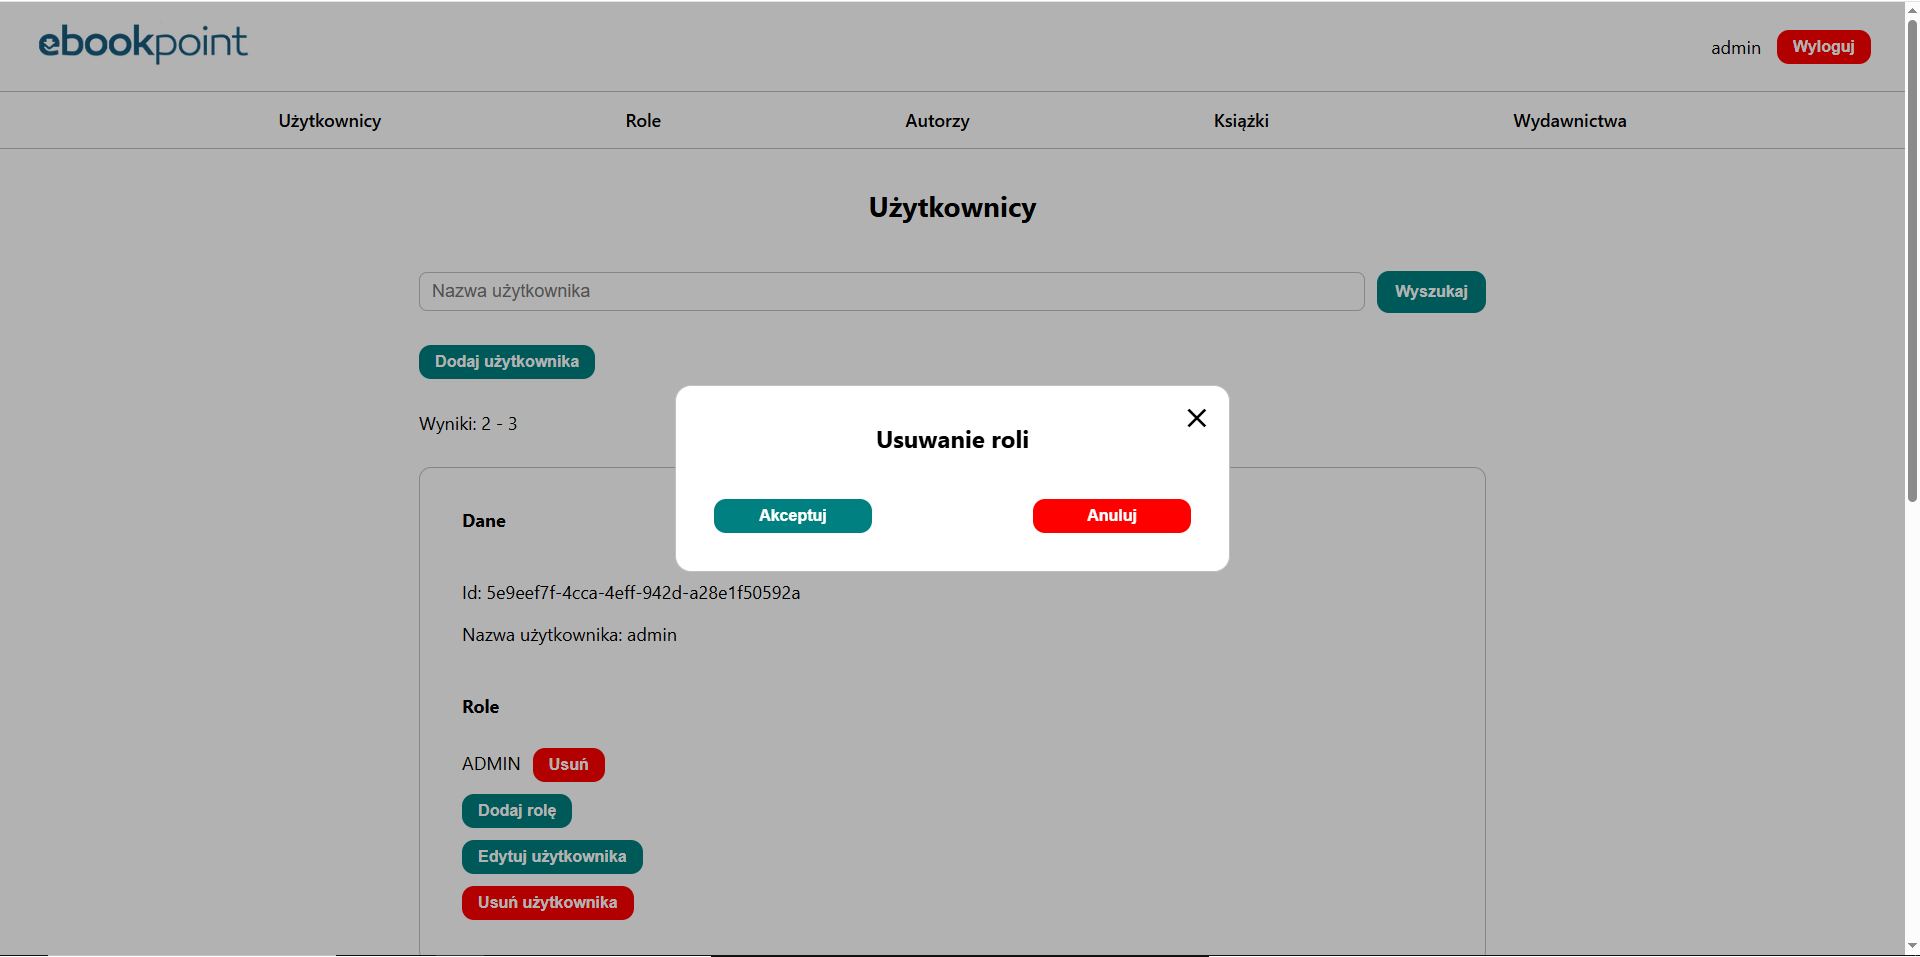 ebookpoint
admin Wyloguj
Użytkownicy Role Autorzy Książki Wydawnictwa
Użytkownicy
Nazwa użytkownika Wyszukaj
Dodaj użytkownika
Wyniki: 2 - 3
Usuwanie roli
Akceptuj Anuluj
Dane
Id: 5e9eef7f-4cca-4eff-942d-a28e1f50592a
Nazwa użytkownika: admin
Role
ADMIN Usuń
Dodaj rolę
Edytuj użytkownika
Usuń użytkownika